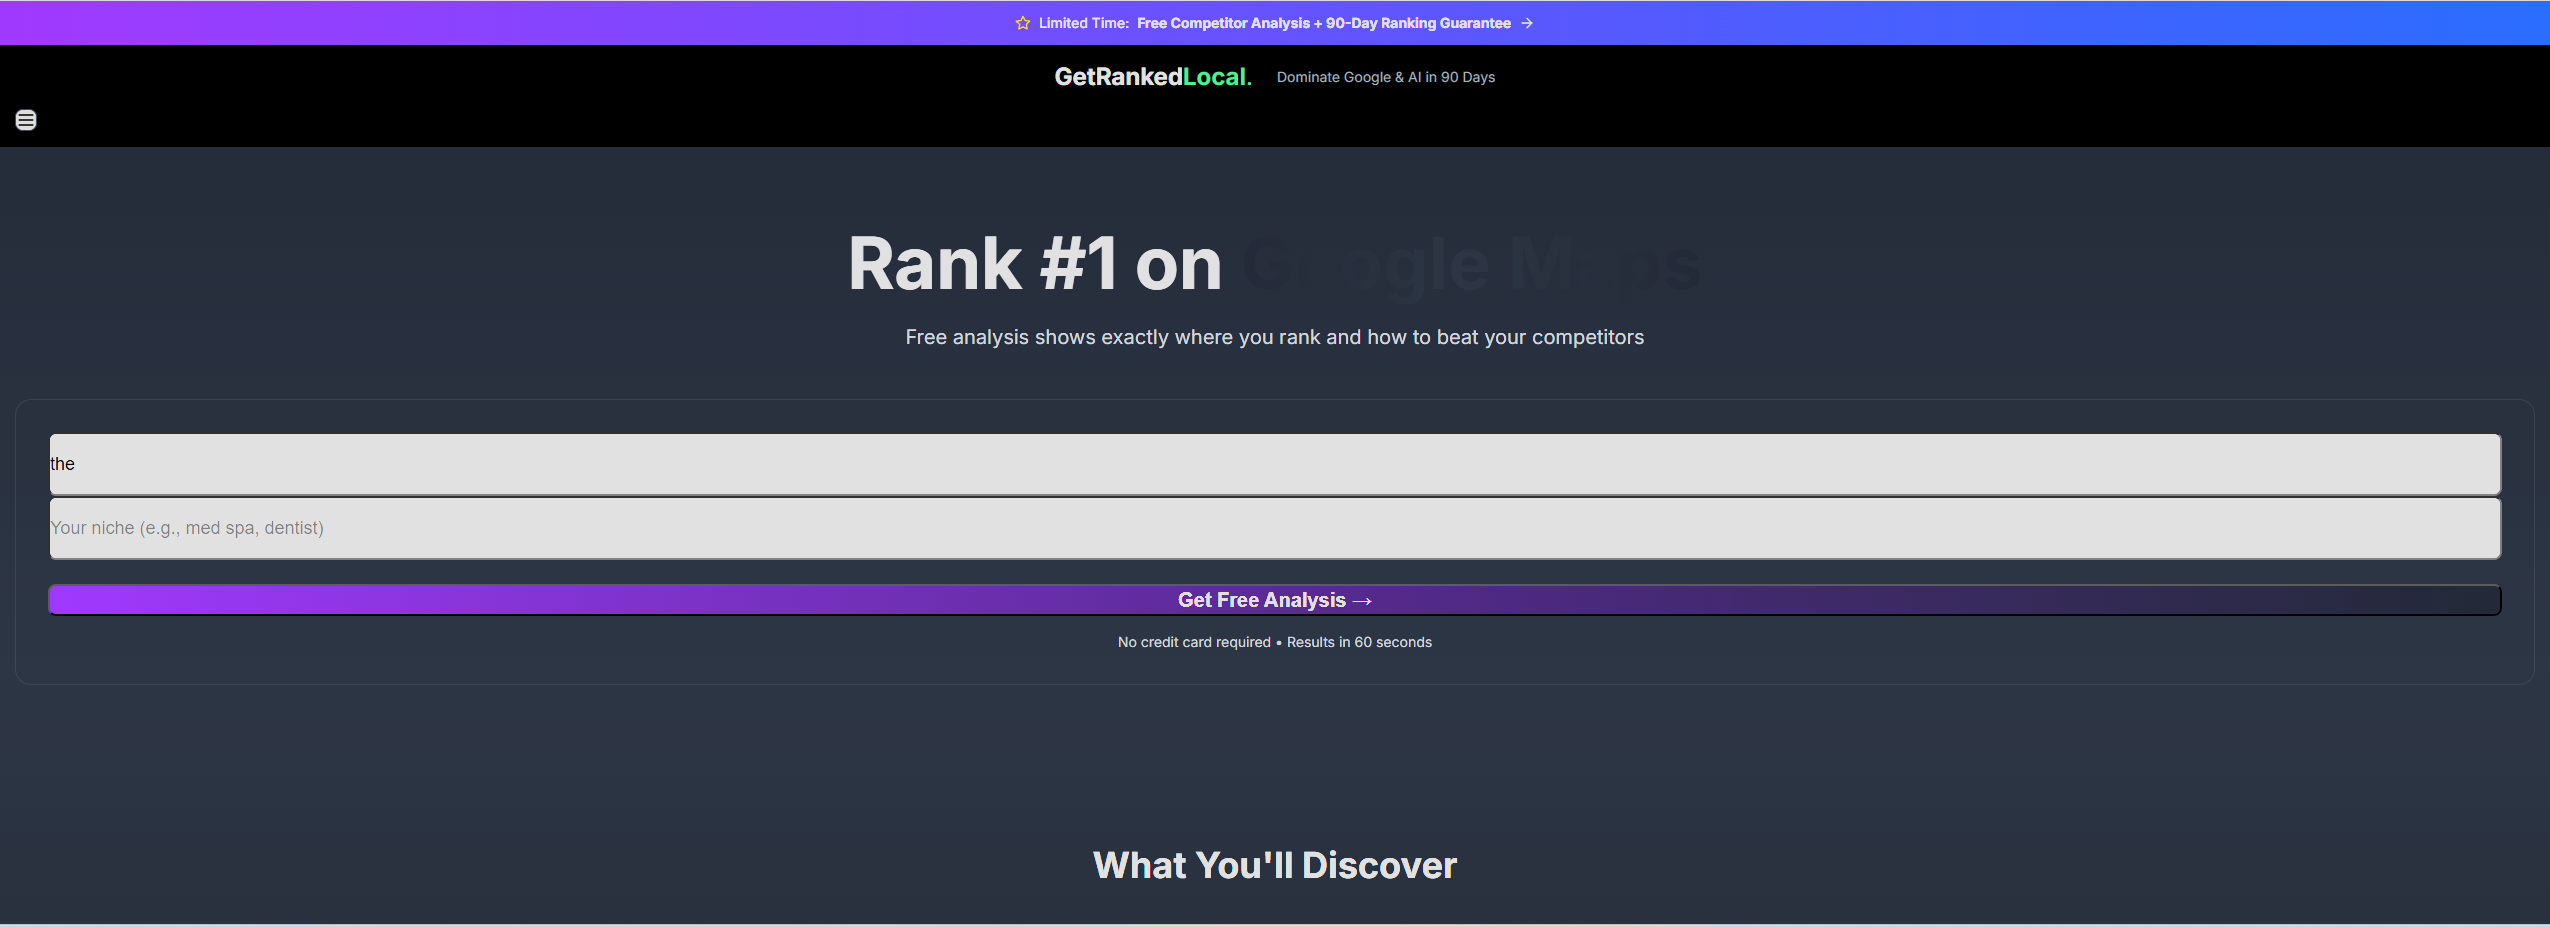 Limited Time: Free Competitor Analysis + 90-Day Ranking Guarantee →
GetRankedLocal. Dominate Google & AI in 90 Days
Rank #1 on Google Maps
Free analysis shows exactly where you rank and how to beat your competitors
the
Your niche (e.g., med spa, dentist)
Get Free Analysis →
No credit card required • Results in 60 seconds
What You'll Discover